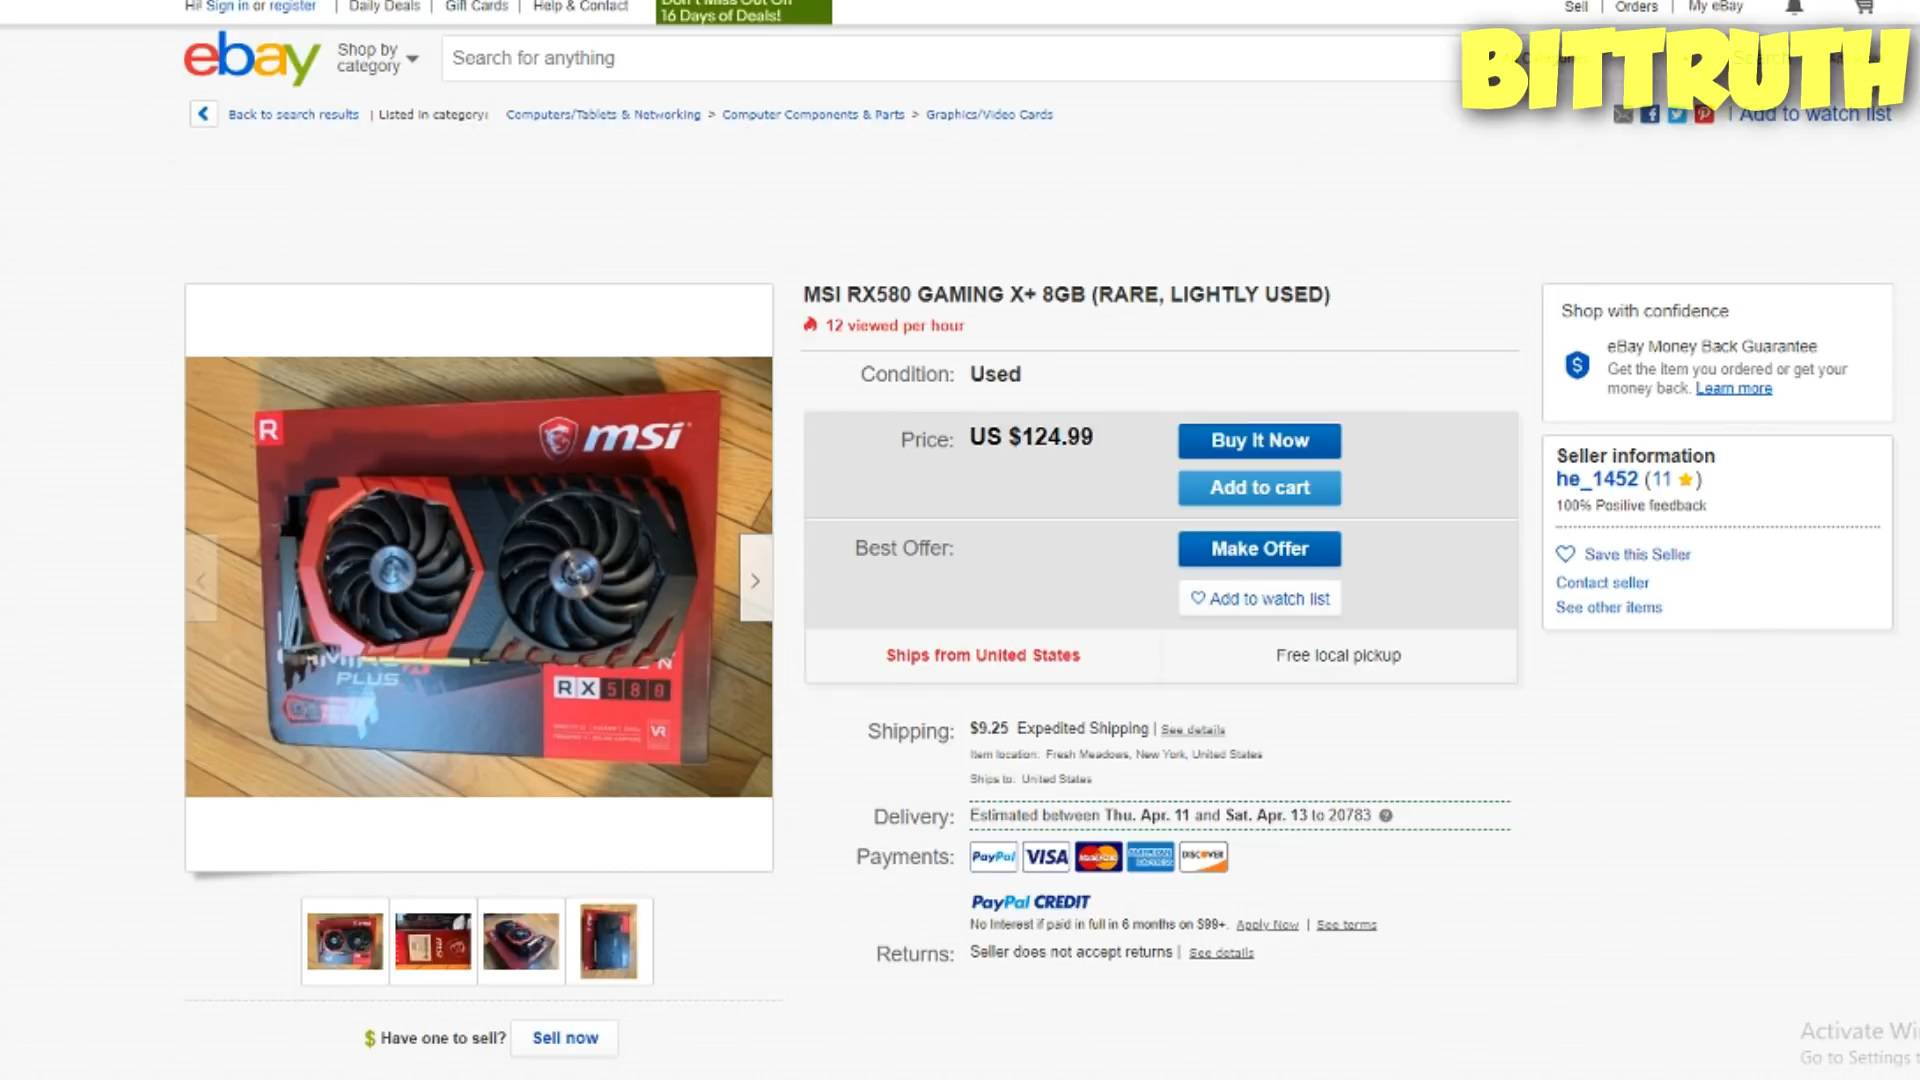 Hi! Sign in or register | Daily Deals | Gift Cards | Help & Contact
Don't Miss Out On
16 Days of Deals!
Sell | Orders | My eBay
ebay
Shop by
category
Search for anything
BITTRUTH
Back to search results | Listed in category: Computers/Tablets & Networking > Computer Components & Parts > Graphics/Video Cards
| Add to watch list
MSI RX580 GAMING X+ 8GB (RARE, LIGHTLY USED)
12 viewed per hour
Condition: Used
Price: US $124.99
Buy It Now
Add to cart
Best Offer:
Make Offer
Add to watch list
Ships from United States
Free local pickup
Shipping: $9.25 Expedited Shipping | See details
Item location: Fresh Meadows, New York, United States
Ships to: United States
Delivery: Estimated between Thu. Apr. 11 and Sat. Apr. 13 to 20783
Payments: PayPal VISA MasterCard AMERICAN EXPRESS DISCOVER
PayPal CREDIT
No Interest if paid in full in 6 months on $99+. Apply Now | See terms
Returns: Seller does not accept returns | See details
Shop with confidence
eBay Money Back Guarantee
Get the item you ordered or get your
money back. Learn more
Seller information
he_1452 (11)
100% Positive feedback
Save this Seller
Contact seller
See other items
R
msi
PLUS
RX 580
VR
$ Have one to sell? Sell now
Activate Wi
Go to Settings t